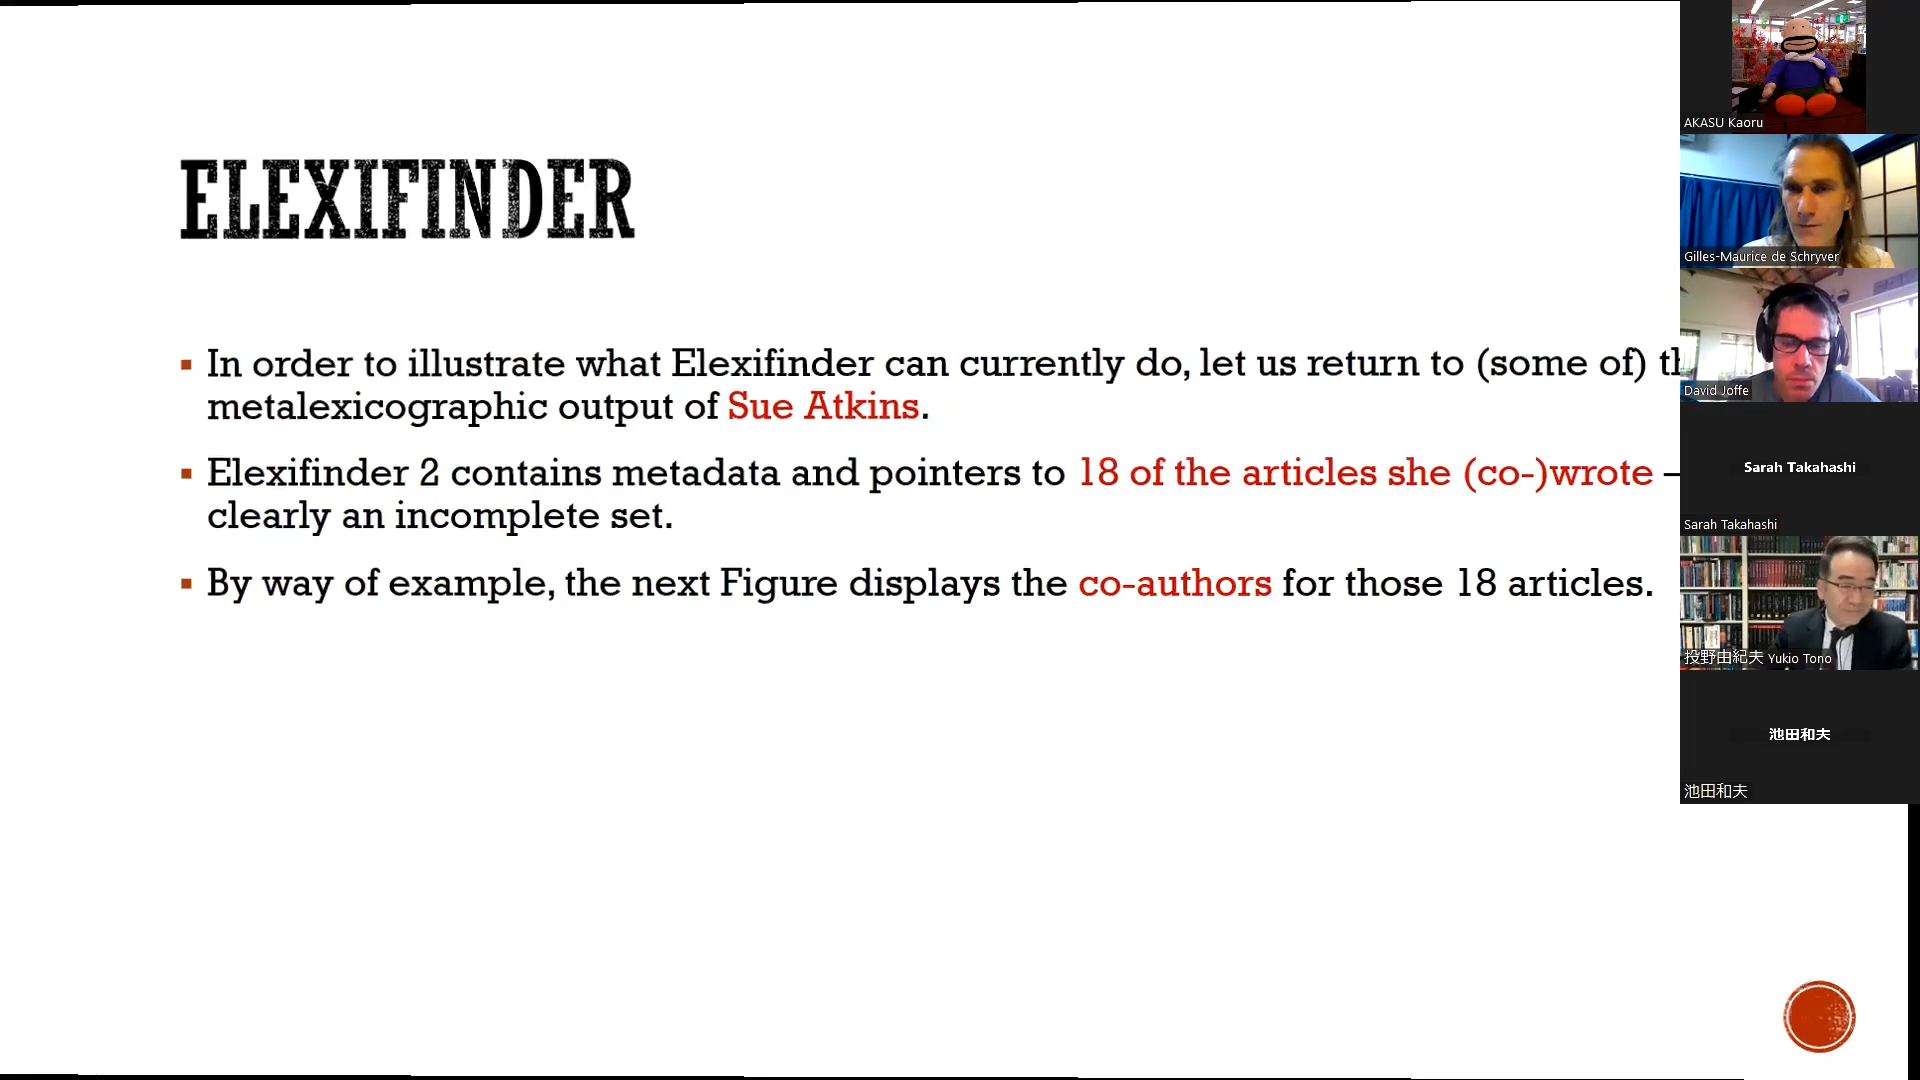 ELEXIFINDER
▪ In order to illustrate what Elexifinder can currently do, let us return to (some of)
metalexicographic output of Sue Atkins.
▪ Elexifinder 2 contains metadata and pointers to 18 of the articles she (co-)wrote –
clearly an incomplete set.
▪ By way of example, the next Figure displays the co-authors for those 18 articles.
AKASU Kaoru
Gilles-Maurice de Schryver
David Joffe
Sarah Takahashi
Sarah Takahashi
投野由紀夫 Yukio Tono
池田和夫
池田和夫